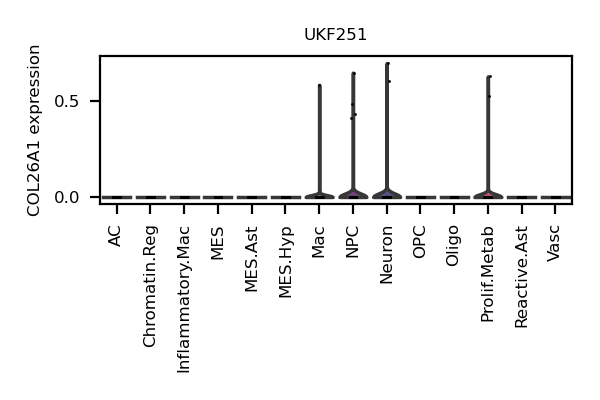 UKF251
COL26A1 expression
0.5
0.0
AC
Chromatin.Reg
Inflammatory.Mac
MES
MES.Ast
MES.Hyp
Mac
NPC
Neuron
OPC
Oligo
Prolif.Metab
Reactive.Ast
Vasc